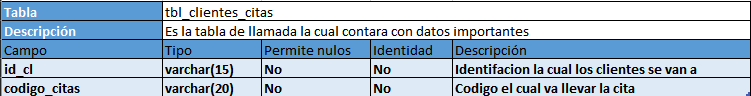 Tabla tbl_clientes_citas
Descripción Es la tabla de llamada la cual contara con datos importantes
Campo Tipo Permite nulos Identidad Descripción
id_cl varchar(15) No No Identifacion la cual los clientes se van a
codigo_citas varchar(20) No No Codigo el cual va llevar la cita